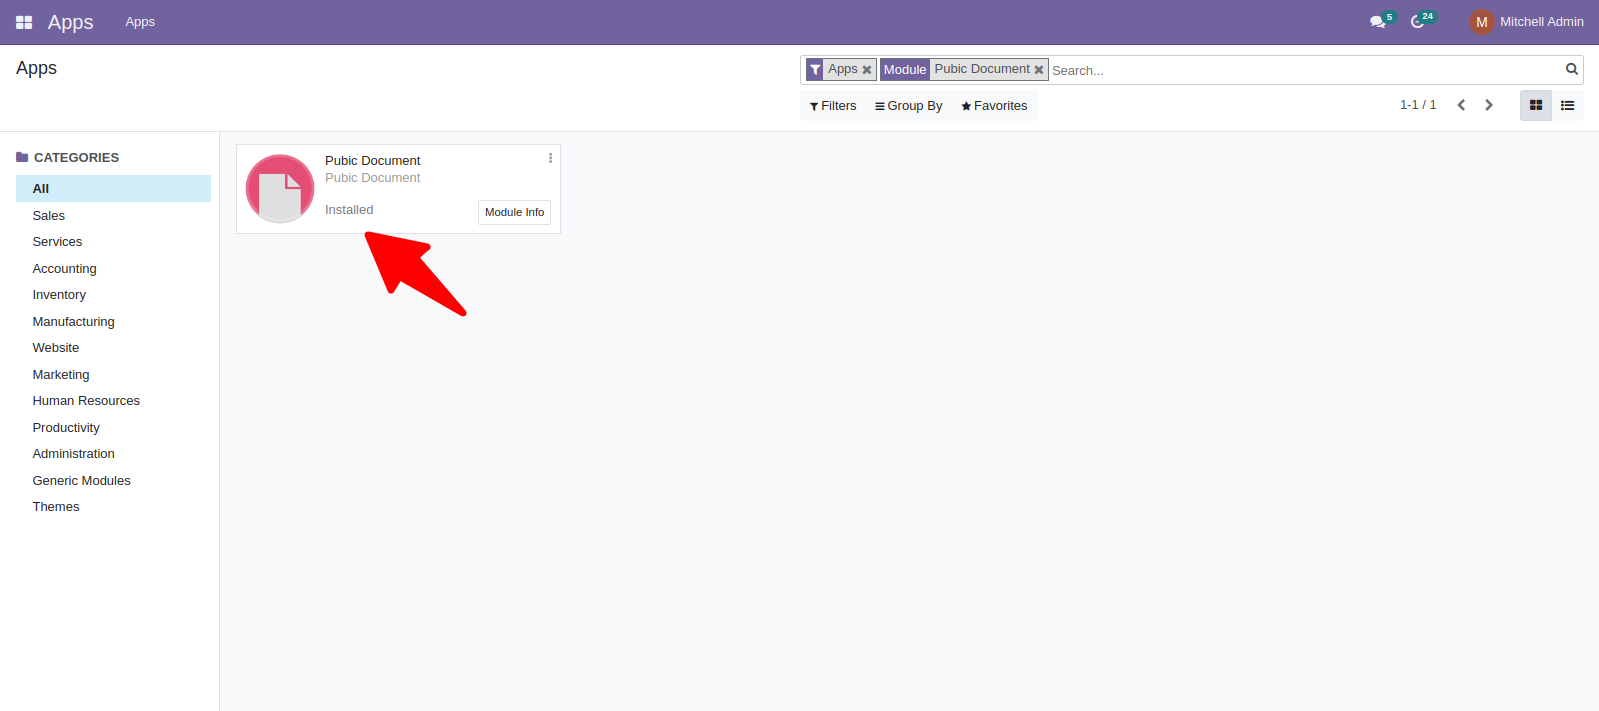 Apps
Apps
5
24
M
Mitchell Admin
Apps
Apps
Module
Pubic Document
Search...
Filters
Group By
Favorites
1-1 / 1
CATEGORIES
All
Sales
Services
Accounting
Inventory
Manufacturing
Website
Marketing
Human Resources
Productivity
Administration
Generic Modules
Themes
Pubic Document
Pubic Document
Installed
Module Info